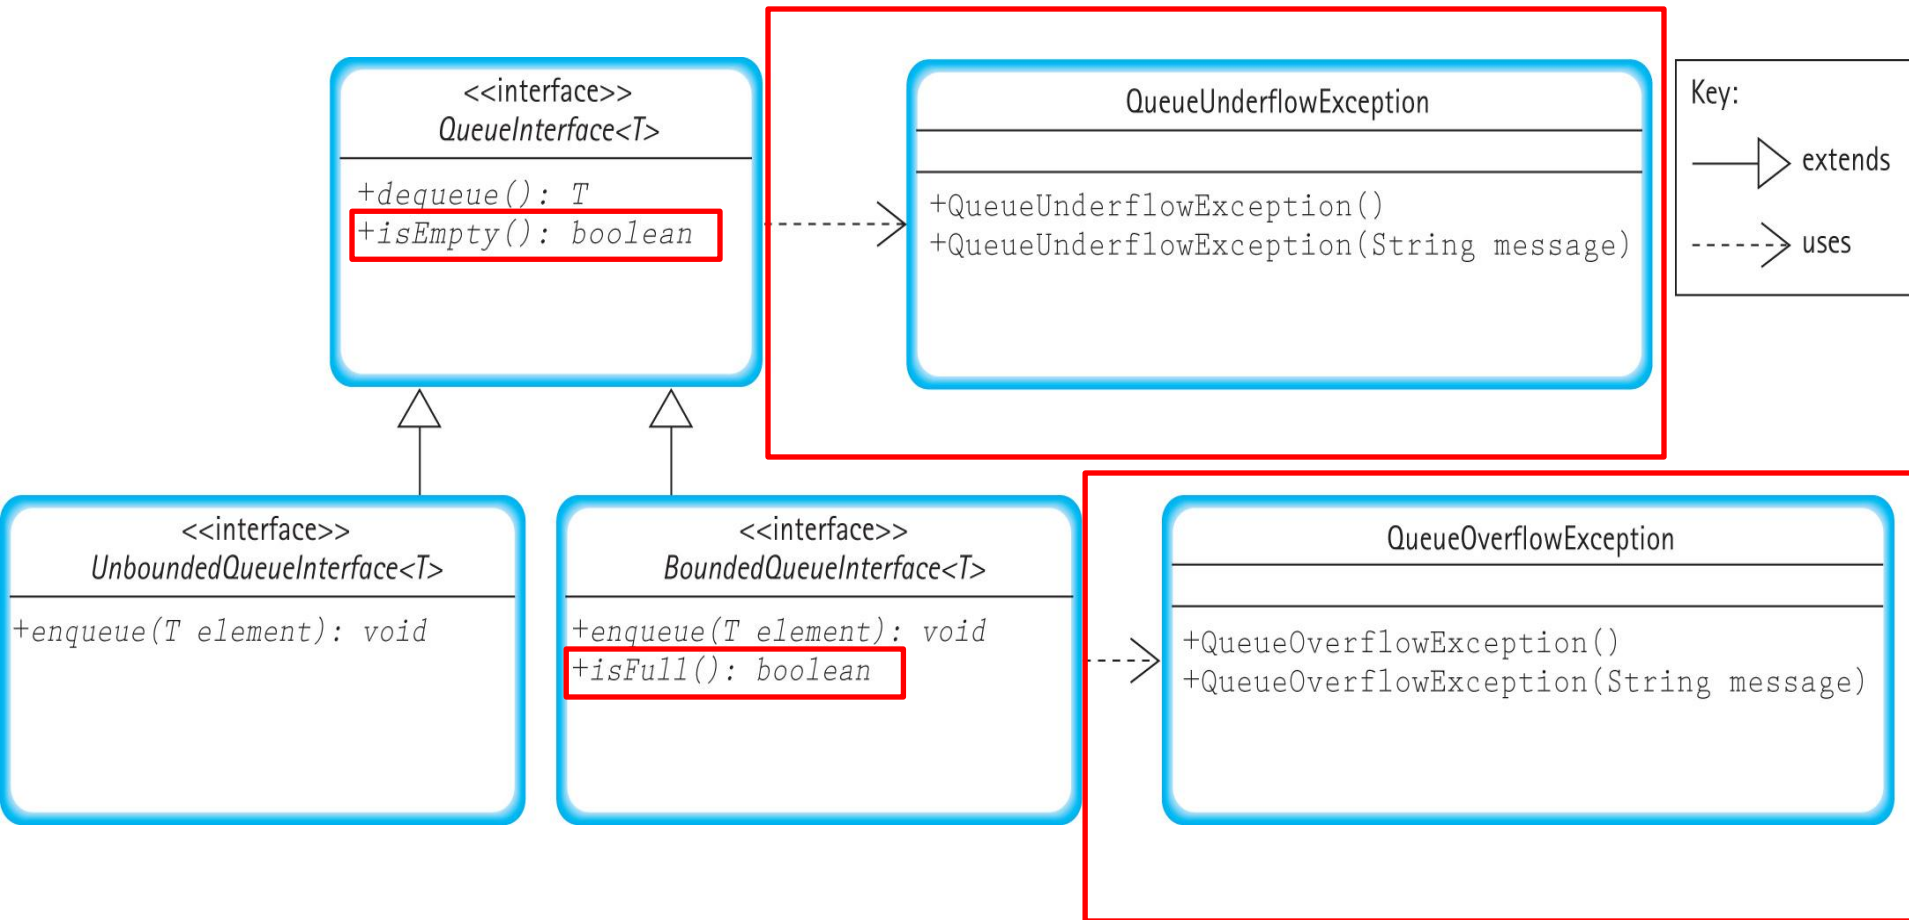 <<interface>>
QueueInterface<T>
+dequeue(): T
+isEmpty(): boolean
QueueUnderflowException
+QueueUnderflowException()
+QueueUnderflowException(String message)
Key:
extends
uses
<<interface>>
UnboundedQueueInterface<T>
+enqueue(T element): void
<<interface>>
BoundedQueueInterface<T>
+enqueue(T element): void
+isFull(): boolean
QueueOverflowException
+QueueOverflowException()
+QueueOverflowException(String message)